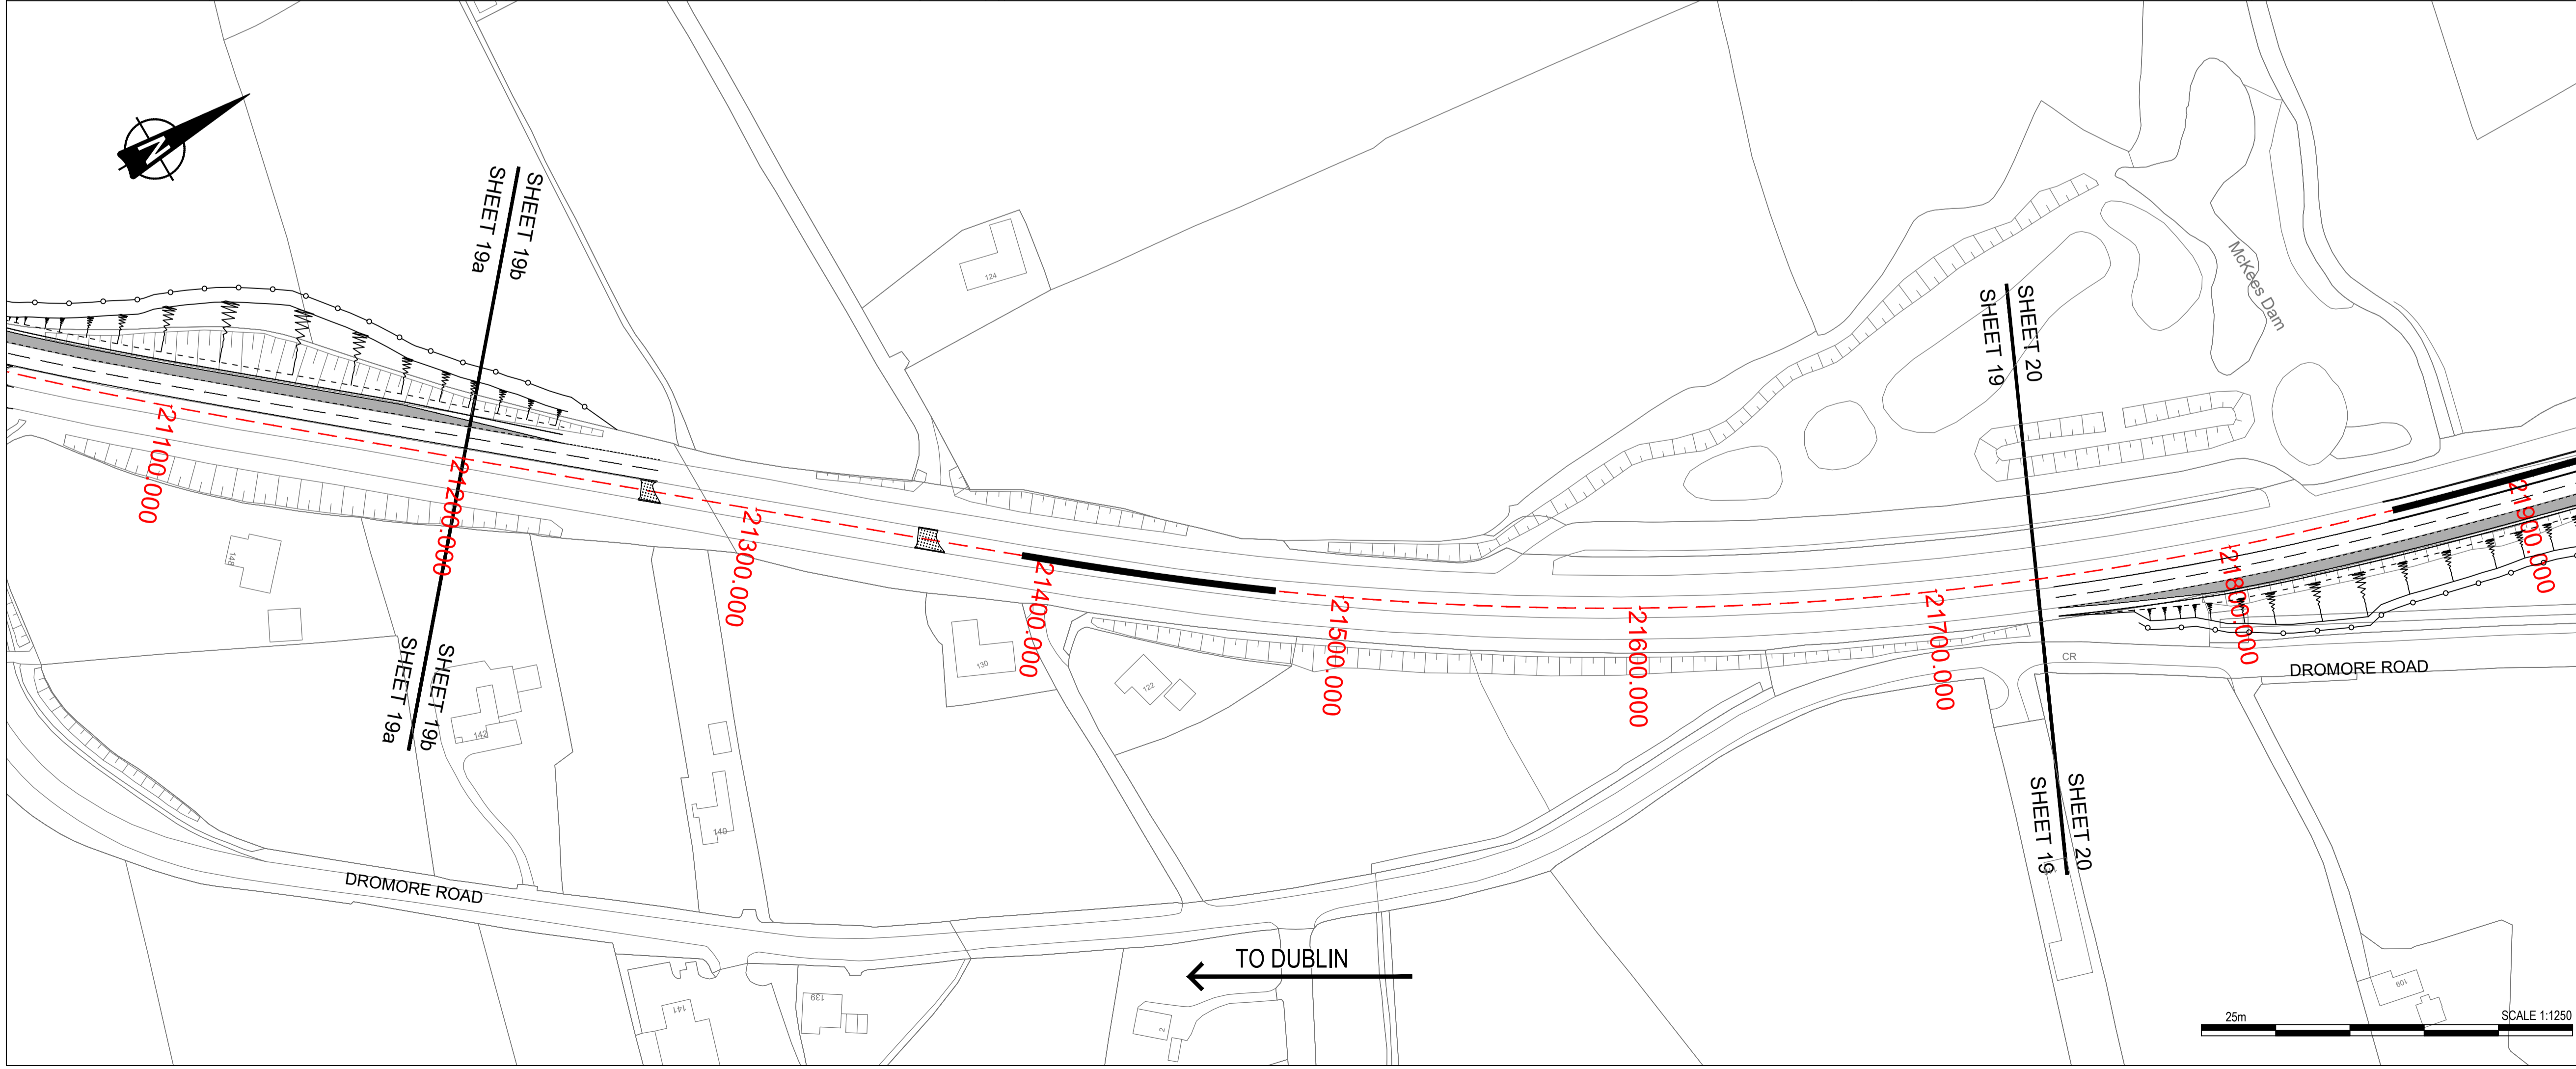 N
SHEET 19a
SHEET 19b
124
McKees Dam
SHEET 19
SHEET 20
21100.000
21200.000
21300.000
21400.000
21500.000
21600.000
21700.000
21800.000
21900.000
148
142
140
130
122
CR
DROMORE ROAD
SHEET 19a
SHEET 19b
SHEET 19
SHEET 20
DROMORE ROAD
TO DUBLIN
141
139
2
109
25m
SCALE 1:1250